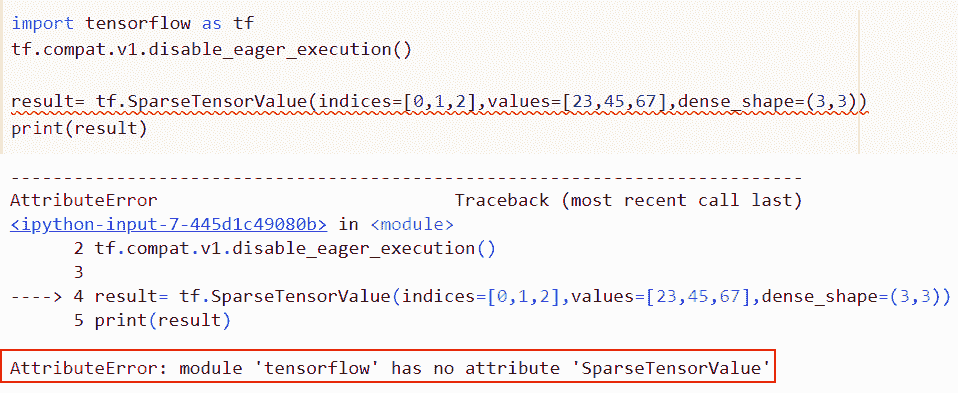 import tensorflow as tf
tf.compat.v1.disable_eager_execution()
result= tf.SparseTensorValue(indices=[0,1,2],values=[23,45,67],dense_shape=(3,3))
print(result)
---------------------------------------------------------------------------
AttributeError                            Traceback (most recent call last)
<ipython-input-7-445d1c49080b> in <module>
      2 tf.compat.v1.disable_eager_execution()
      3
----> 4 result= tf.SparseTensorValue(indices=[0,1,2],values=[23,45,67],dense_shape=(3,3))
      5 print(result)
AttributeError: module 'tensorflow' has no attribute 'SparseTensorValue'